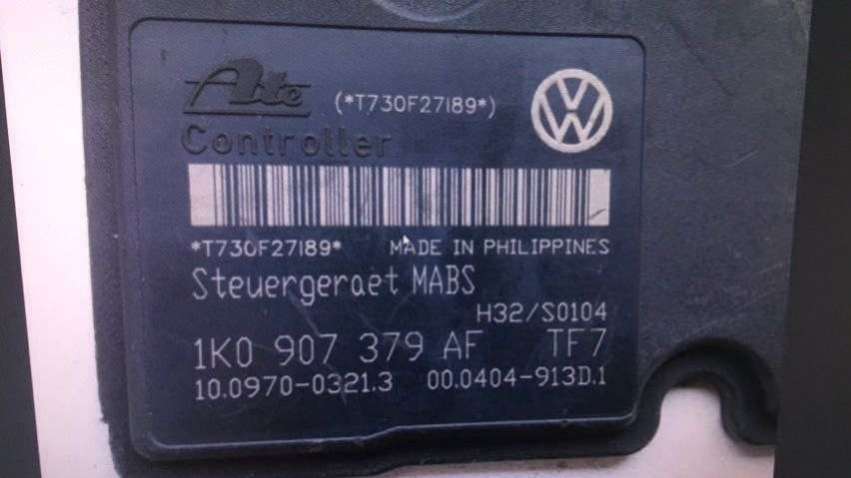 Ate (*T730F27189*) VW
Controller
*T730F27189* MADE IN PHILIPPINES
Steuergeraet MABS
H32/S0104
1K0 907 379 AF TF7
10.0970-0321.3 00.0404-913D.1